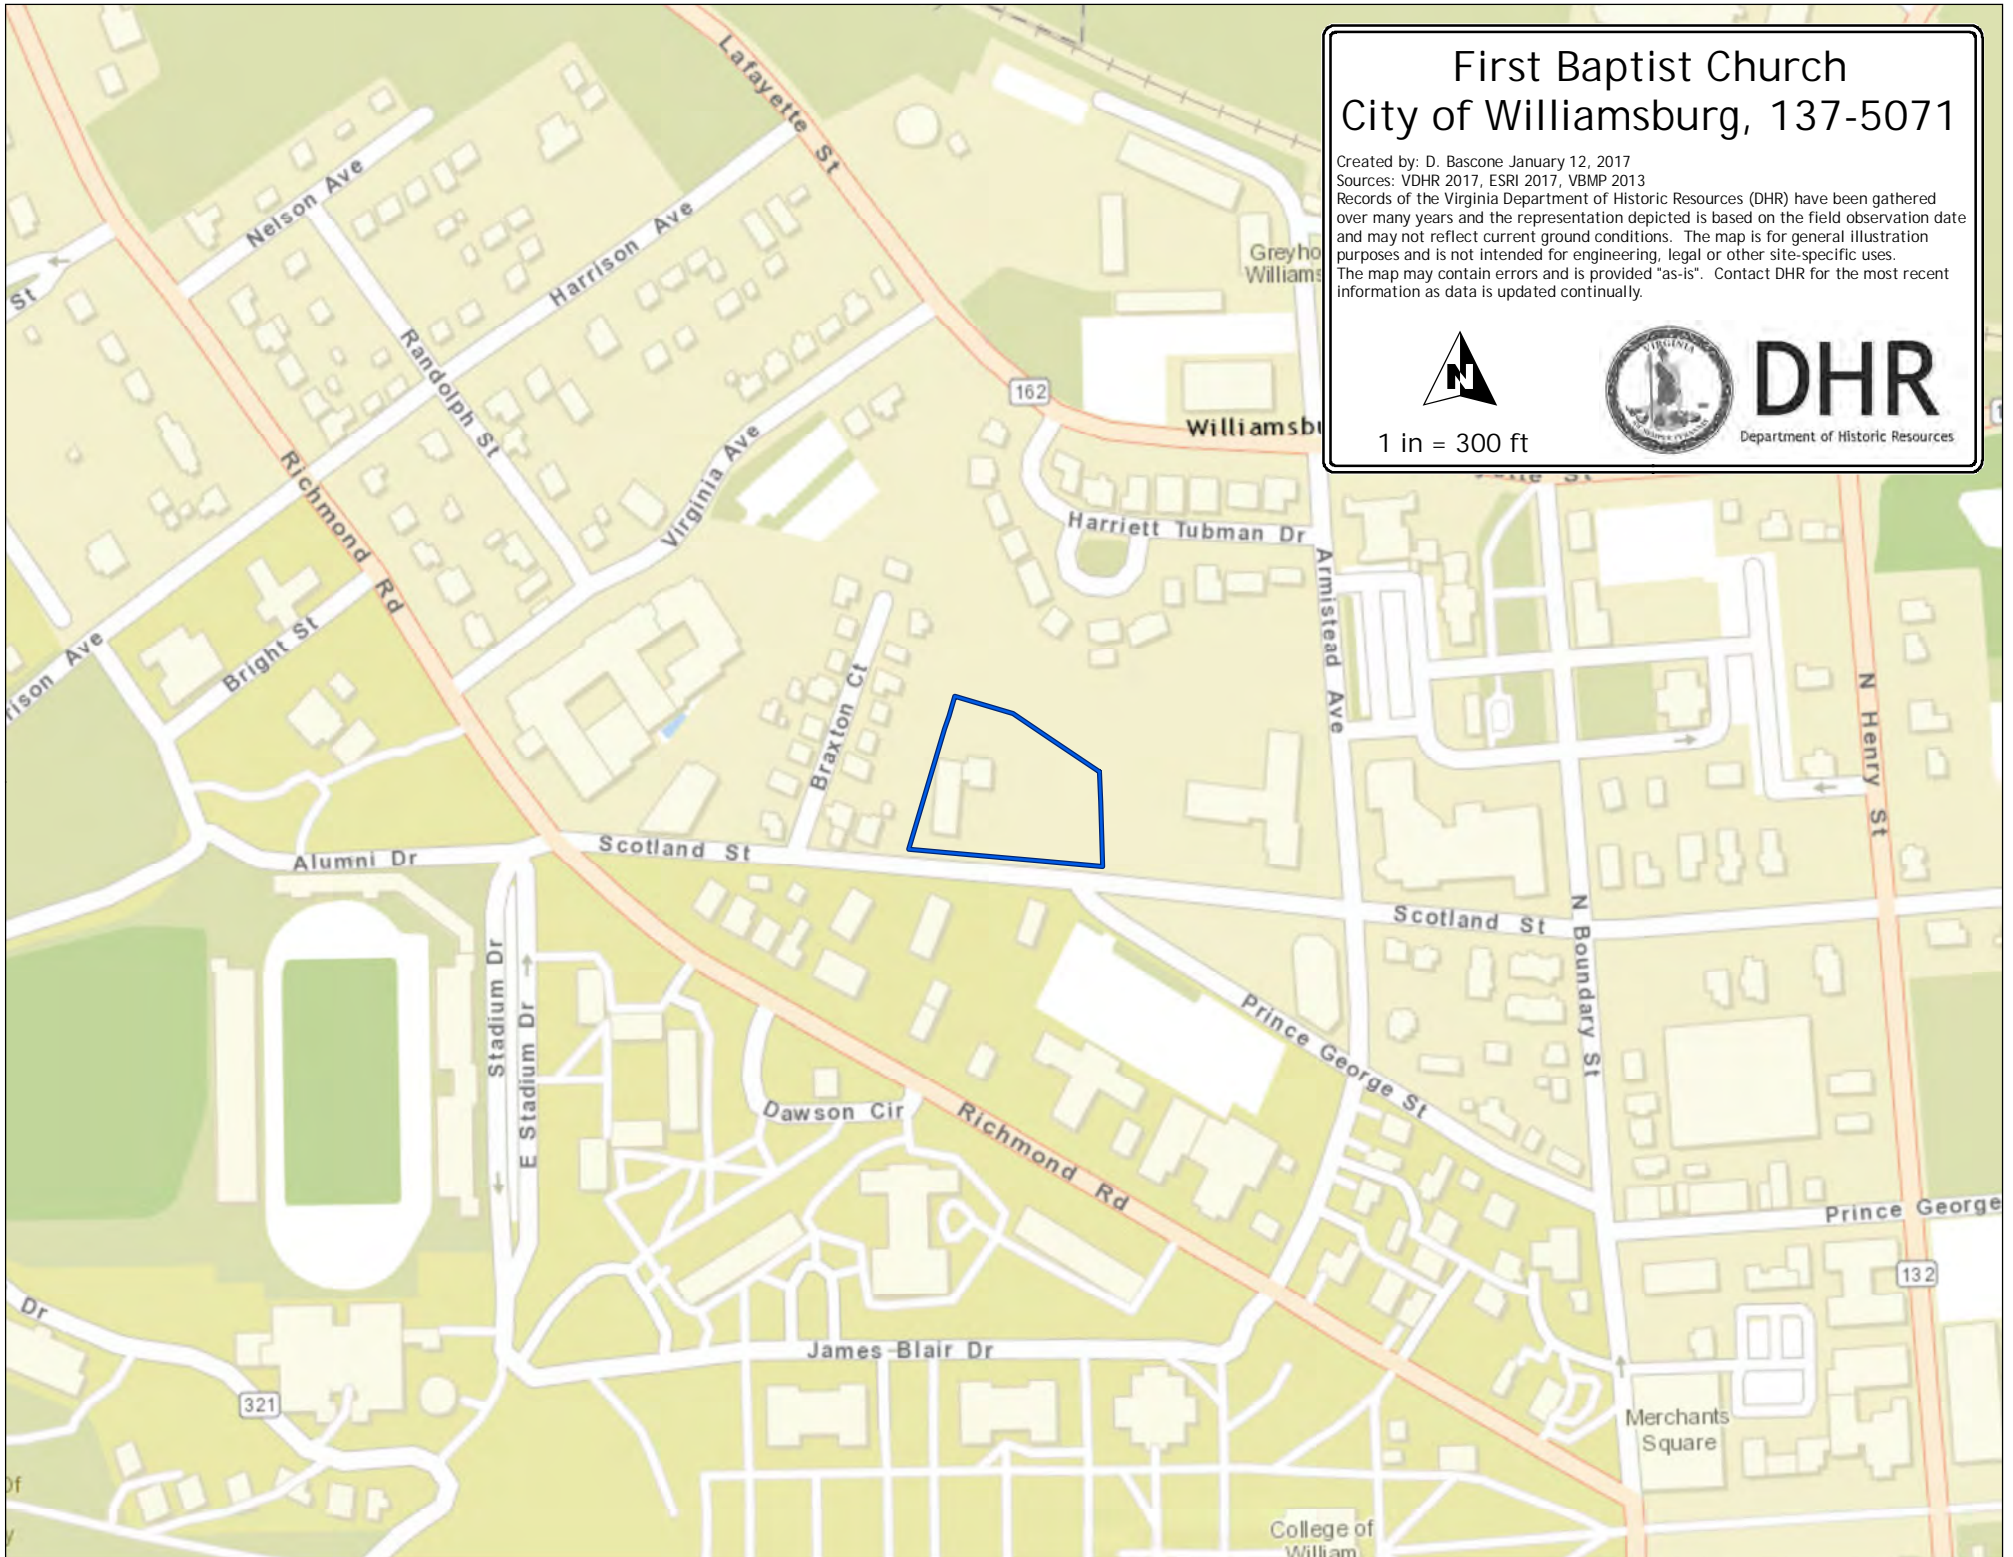 First Baptist Church
City of Williamsburg, 137-5071
Created by: D. Bascone January 12, 2017
Sources: VDHR 2017, ESRI 2017, VBMP 2013
Records of the Virginia Department of Historic Resources (DHR) have been gathered
over many years and the representation depicted is based on the field observation date
and may not reflect current ground conditions. The map is for general illustration
purposes and is not intended for engineering, legal or other site-specific uses.
The map may contain errors and is provided "as-is". Contact DHR for the most recent
information as data is updated continually.
N
1 in = 300 ft
VIRGINIA
DHR
Department of Historic Resources
Lafayette St
Nelson Ave
Harrison Ave
St
Randolph St
Greyho
Williams
162
Williamsbu
Richmond Rd
Virginia Ave
Harriett Tubman Dr
Armistead Ave
Bright St
rison Ave
Braxton Ct
N Henry St
Alumni Dr
Scotland St
Scotland St
N Boundary St
Stadium Dr
E Stadium Dr
Prince George St
Dawson Cir
Richmond Rd
Prince George
132
Dr
James Blair Dr
321
Merchants
Square
Of
y
College of
William